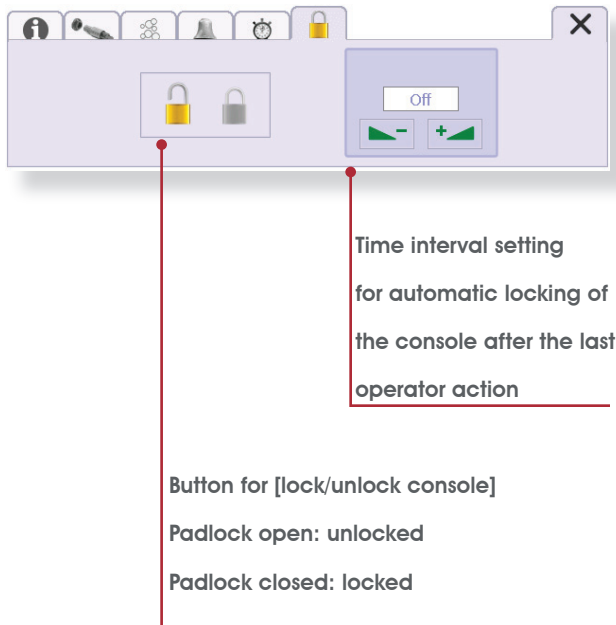 Off
Time interval setting
for automatic locking of
the console after the last
operator action
Button for [lock/unlock console]
Padlock open: unlocked
Padlock closed: locked